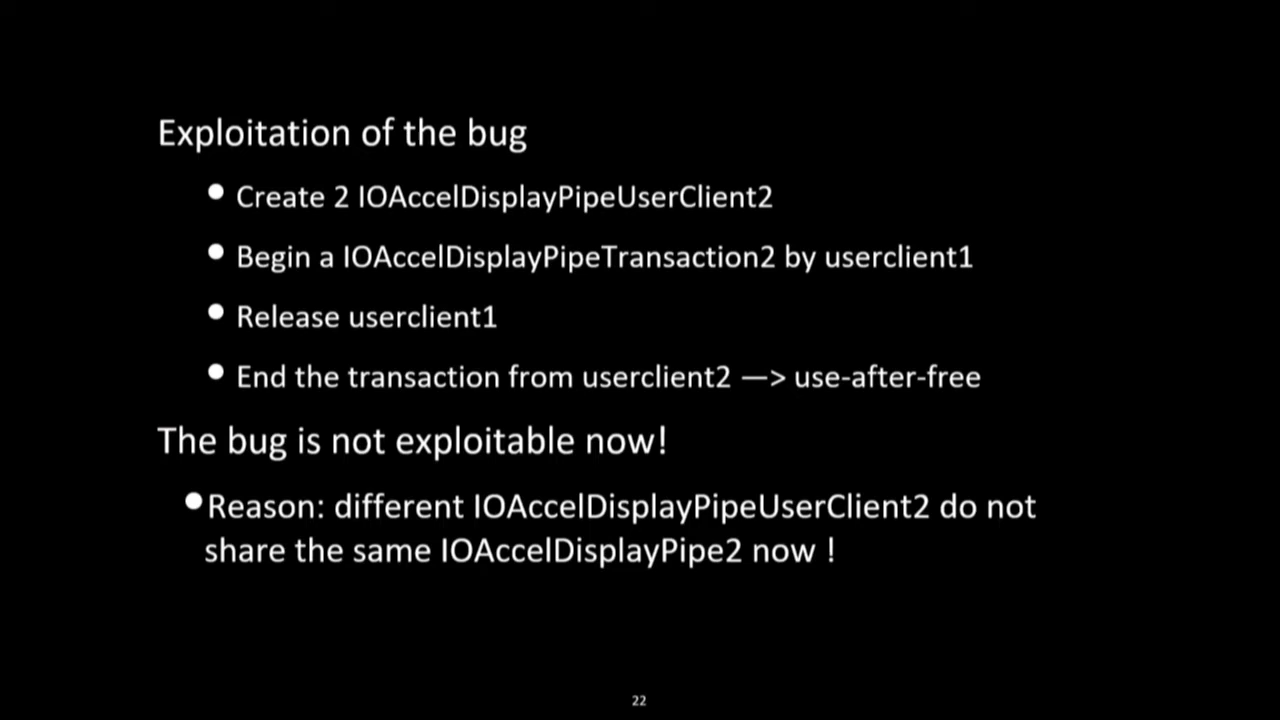 Exploitation of the bug
• Create 2 IOAccelDisplayPipeUserClient2
• Begin a IOAccelDisplayPipeTransaction2 by userclient1
• Release userclient1
• End the transaction from userclient2 —> use-after-free
The bug is not exploitable now!
•Reason: different IOAccelDisplayPipeUserClient2 do not
share the same IOAccelDisplayPipe2 now !
22